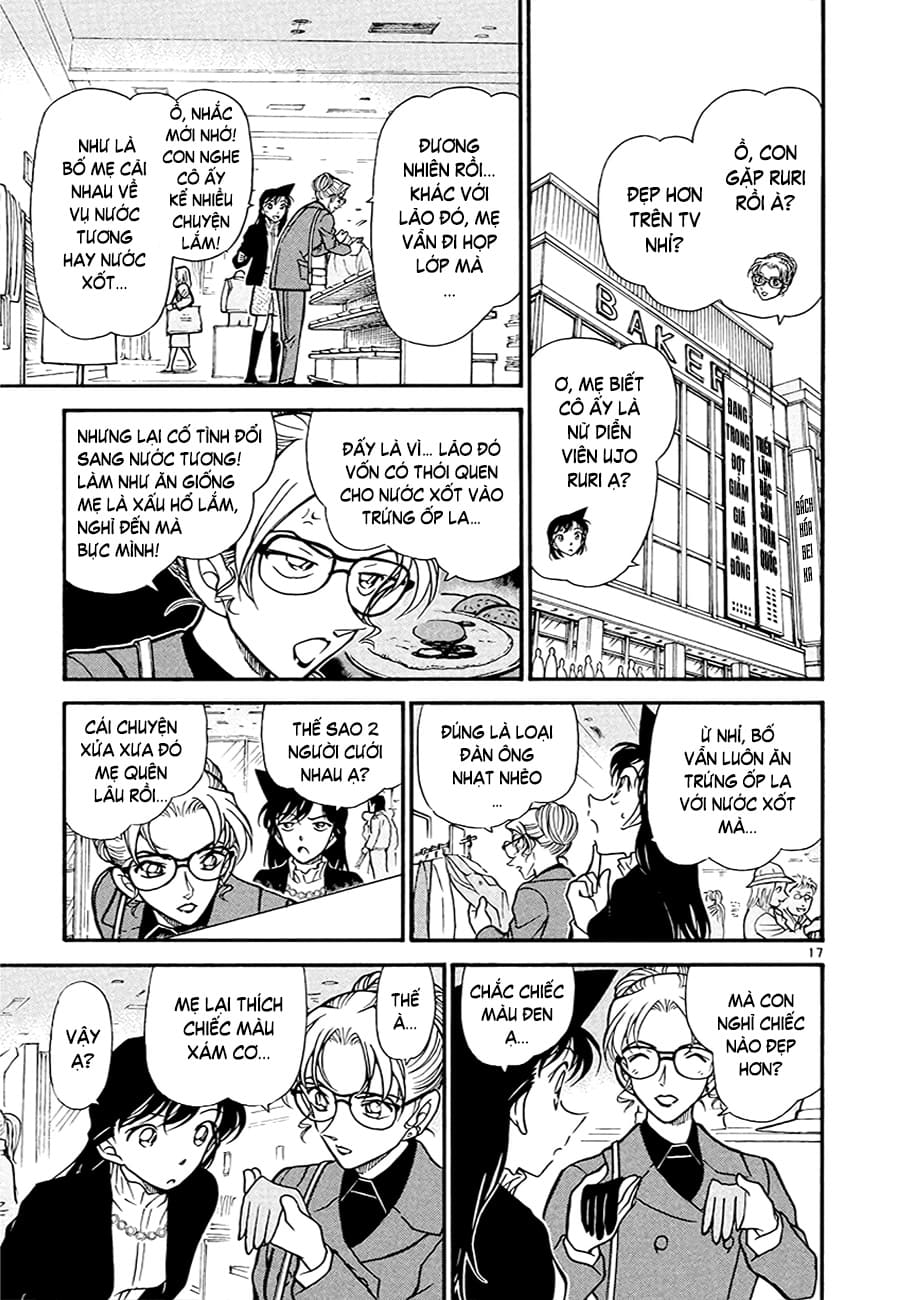 Ồ, CON
GẶP RURI
RỒI À?
ĐẸP HƠN
TRÊN TV
NHỈ?
BAKER
Ơ, MẸ BIẾT
CÔ ẤY LÀ
NỮ DIỄN
VIÊN UJO
RURI Ạ?
TRIỂN LÃM ĐẶC SẢN TOÀN QUỐC
ĐANG TRONG ĐỢT GIẢM GIÁ MÙA ĐÔNG
BÁCH HÓA BEIKA
ĐƯƠNG
NHIÊN RỒI...
KHÁC VỚI
LÃO ĐÓ, MẸ
VẪN ĐI HỌP
LỚP MÀ
...
Ồ, NHẮC
MỚI NHỚ!
CON NGHE
CÔ ẤY
KỂ NHIỀU
CHUYỆN
LẮM!
NHƯ LÀ
BỐ MẸ CÃI
NHAU VỀ
VỤ NƯỚC
TƯƠNG
HAY NƯỚC
XỐT...
ĐẤY LÀ VÌ... LÃO ĐÓ
VỐN CÓ THÓI QUEN
CHO NƯỚC XỐT VÀO
TRỨNG ỐP LA...
NHƯNG LẠI CỐ TÌNH ĐỔI
SANG NƯỚC TƯƠNG!
LÀM NHƯ ĂN GIỐNG
MẸ LÀ XẤU HỔ LẮM,
NGHĨ ĐẾN MÀ
BỰC MÌNH!
Ừ NHỈ, BỐ
VẪN LUÔN ĂN
TRỨNG ỐP LA
VỚI NƯỚC XỐT
MÀ...
ĐÚNG LÀ LOẠI
ĐÀN ÔNG
NHẠT NHẼO
...
THẾ SAO 2
NGƯỜI CƯỚI
NHAU Ạ?
CÁI CHUYỆN
XỬA XƯA ĐÓ
MẸ QUÊN
LÂU RỒI...
17
MÀ CON
NGHĨ CHIẾC
NÀO ĐẸP
HƠN?
CHẮC CHIẾC
MÀU ĐEN
Ạ...
THẾ
À...
MẸ LẠI THÍCH
CHIẾC MÀU
XÁM CƠ...
VẬY
Ạ?